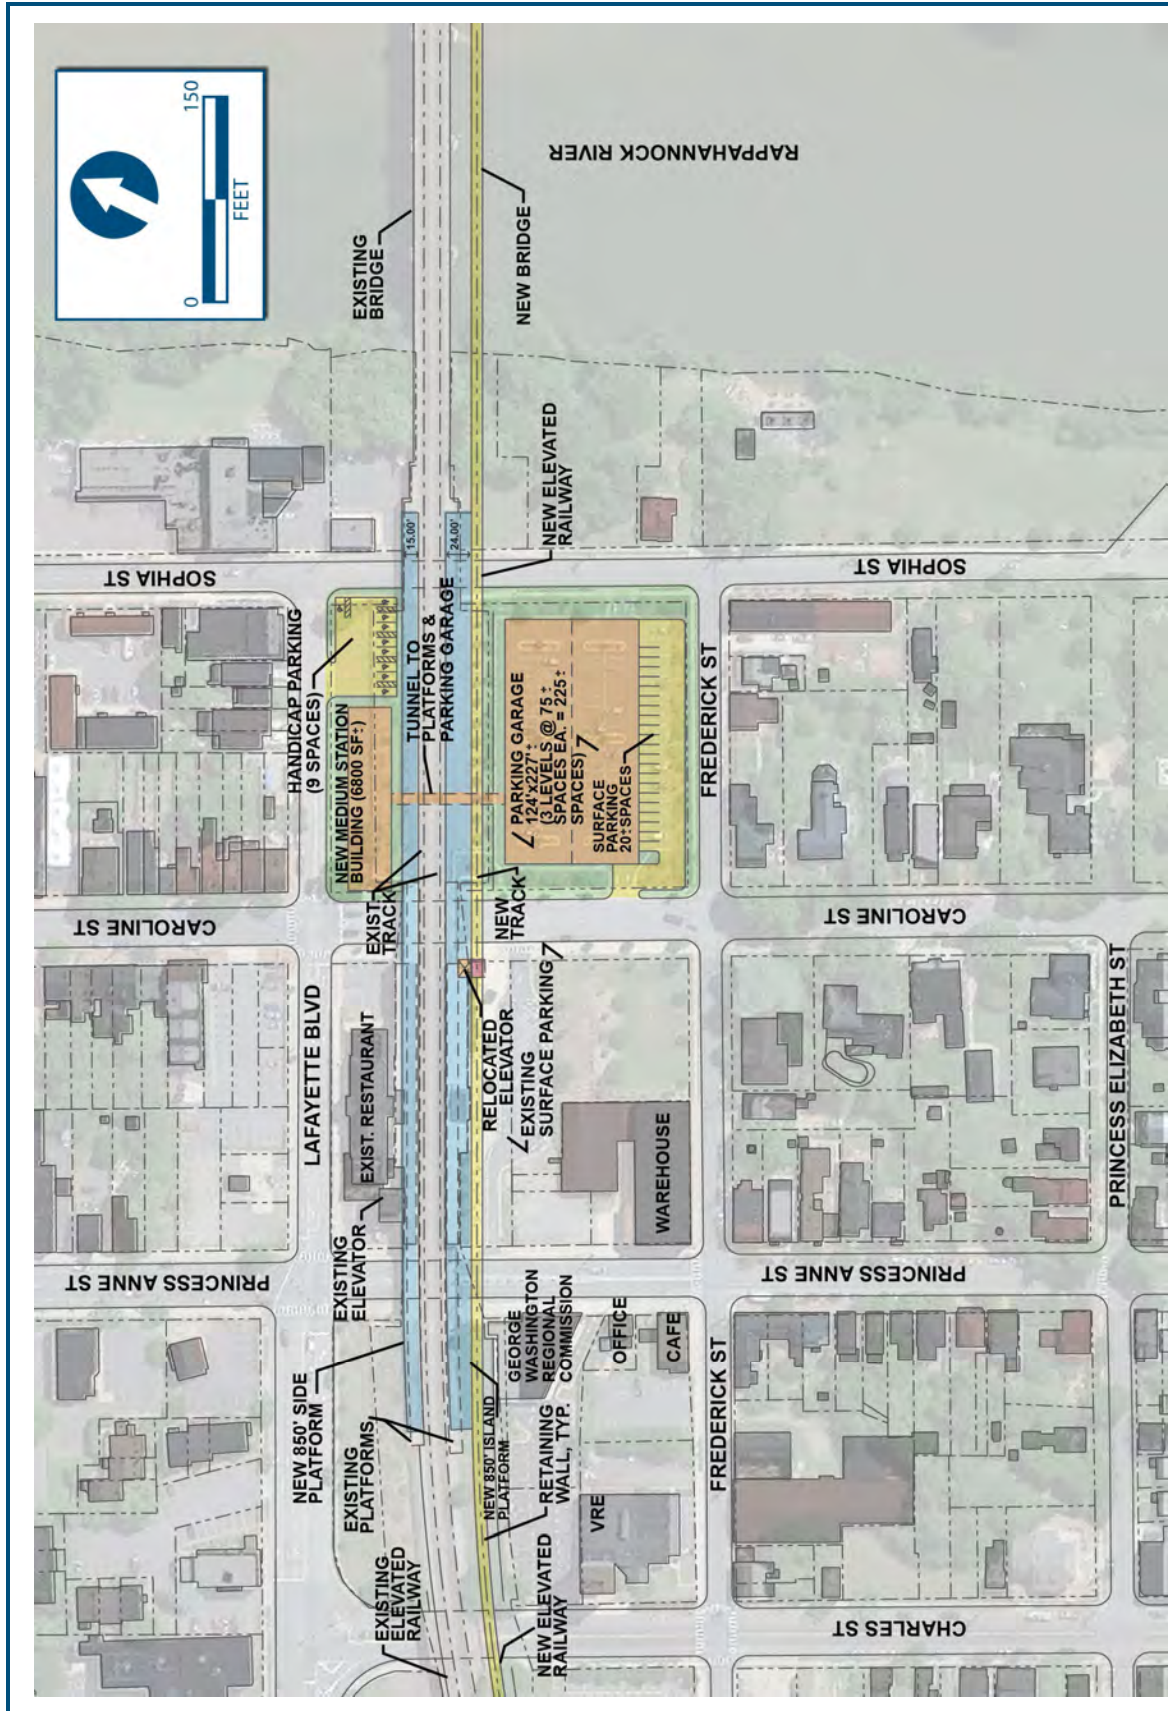 0
150
FEET
RAPPAHANNOCK RIVER
EXISTING
BRIDGE
NEW BRIDGE
NEW ELEVATED
RAILWAY
SOPHIA ST
SOPHIA ST
15.00'
24.00'
HANDICAP PARKING
(9 SPACES)
TUNNEL TO
PLATFORMS &
PARKING GARAGE
NEW MEDIUM STATION
BUILDING (6800 SF±)
PARKING GARAGE
124'x227'±
(3 LEVELS @ 75 ±
SPACES EA. = 225 ±
SPACES)
SURFACE
PARKING
20± SPACES
FREDERICK ST
EXIST.
TRACK
NEW
TRACK
CAROLINE ST
CAROLINE ST
LAFAYETTE BLVD
EXIST. RESTAURANT
RELOCATED
ELEVATOR
EXISTING
SURFACE PARKING
WAREHOUSE
PRINCESS ELIZABETH ST
EXISTING
ELEVATOR
PRINCESS ANNE ST
PRINCESS ANNE ST
NEW 850' SIDE
PLATFORM
EXISTING
PLATFORMS
NEW 850' ISLAND
PLATFORM
GEORGE
WASHINGTON
REGIONAL
COMMISSION
OFFICE
CAFE
RETAINING
WALL, TYP.
VRE
FREDERICK ST
EXISTING
ELEVATED
RAILWAY
NEW ELEVATED
RAILWAY
CHARLES ST